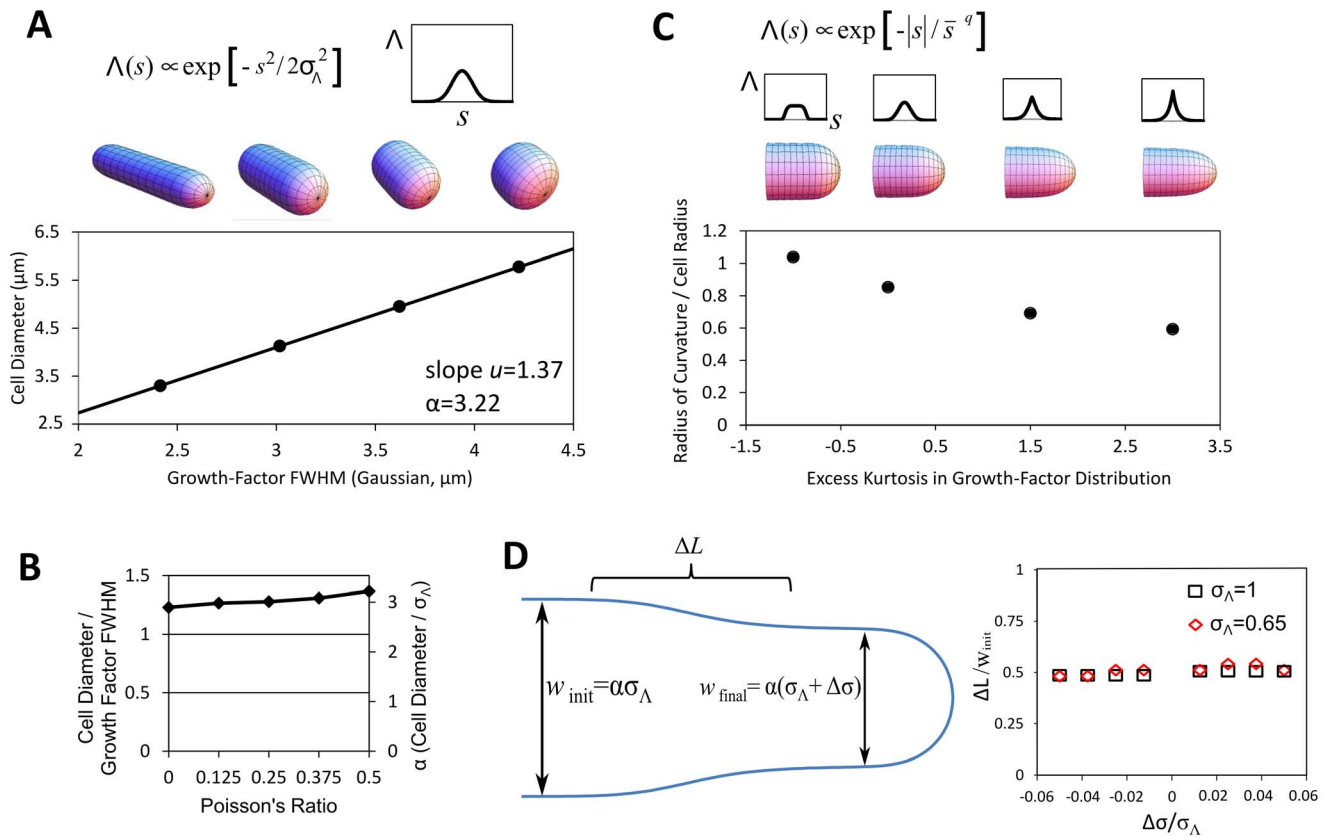 A
Λ(s) ∝ exp [ - s²/2σ_Λ² ]
Λ
s
6.5
5.5
4.5
3.5
2.5
Cell Diameter (µm)
slope u=1.37
α=3.22
2 2.5 3 3.5 4 4.5
Growth-Factor FWHM (Gaussian, µm)
C
Λ(s) ∝ exp [ -|s| / s̄ ^q ]
Λ
s
1.2
1
0.8
0.6
0.4
0.2
0
Radius of Curvature / Cell Radius
-1.5 -0.5 0.5 1.5 2.5 3.5
Excess Kurtosis in Growth-Factor Distribution
B
Cell Diameter /
Growth Factor FWHM
1.5
1
0.5
0
3
2
1
0
α (Cell Diameter / σ_Λ)
0 0.125 0.25 0.375 0.5
Poisson's Ratio
D
ΔL
w_init=ασ_Λ
w_final=α(σ_Λ+Δσ)
1
0.75
0.5
0.25
0
ΔL/w_init
σ_Λ=1
σ_Λ=0.65
-0.06 -0.04 -0.02 0 0.02 0.04 0.06
Δσ/σ_Λ